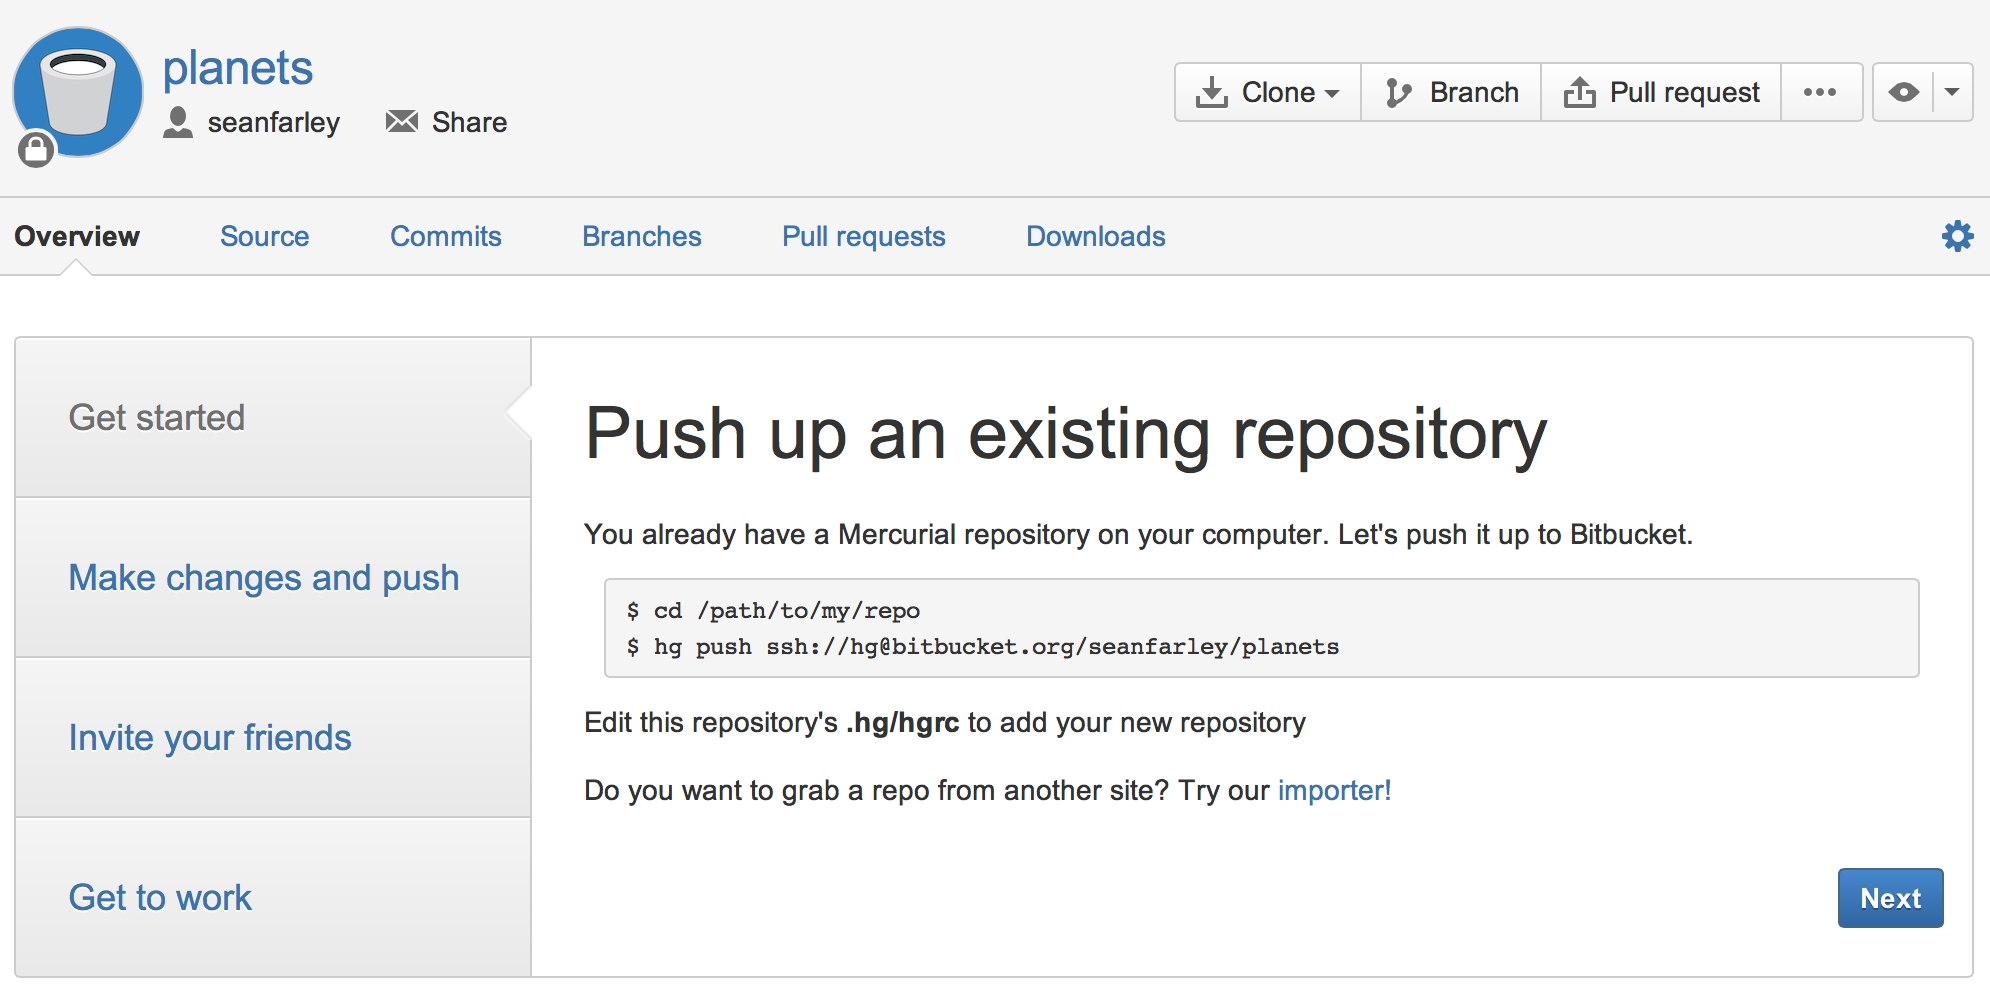 planets
seanfarley Share
Clone Branch Pull request
Overview Source Commits Branches Pull requests Downloads
Get started
Make changes and push
Invite your friends
Get to work
Push up an existing repository
You already have a Mercurial repository on your computer. Let's push it up to Bitbucket.
$ cd /path/to/my/repo
$ hg push ssh://hg@bitbucket.org/seanfarley/planets
Edit this repository's .hg/hgrc to add your new repository
Do you want to grab a repo from another site? Try our importer!
Next